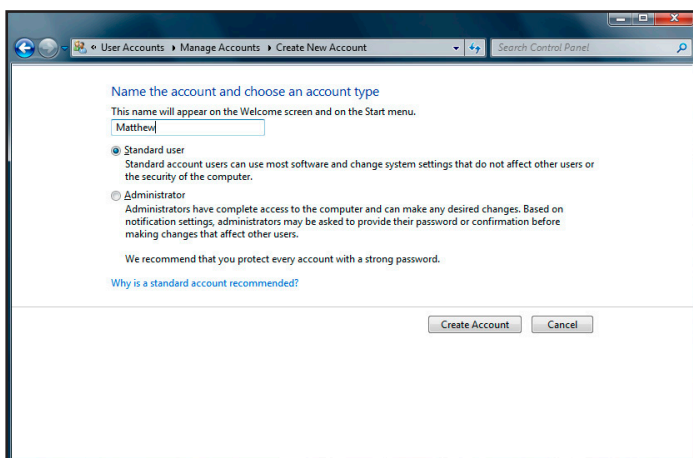 « User Accounts ▸ Manage Accounts ▸ Create New Account
Search Control Panel
Name the account and choose an account type
This name will appear on the Welcome screen and on the Start menu.
Matthew
Standard user
Standard account users can use most software and change system settings that do not affect other users or
the security of the computer.
Administrator
Administrators have complete access to the computer and can make any desired changes. Based on
notification settings, administrators may be asked to provide their password or confirmation before
making changes that affect other users.
We recommend that you protect every account with a strong password.
Why is a standard account recommended?
Create Account
Cancel